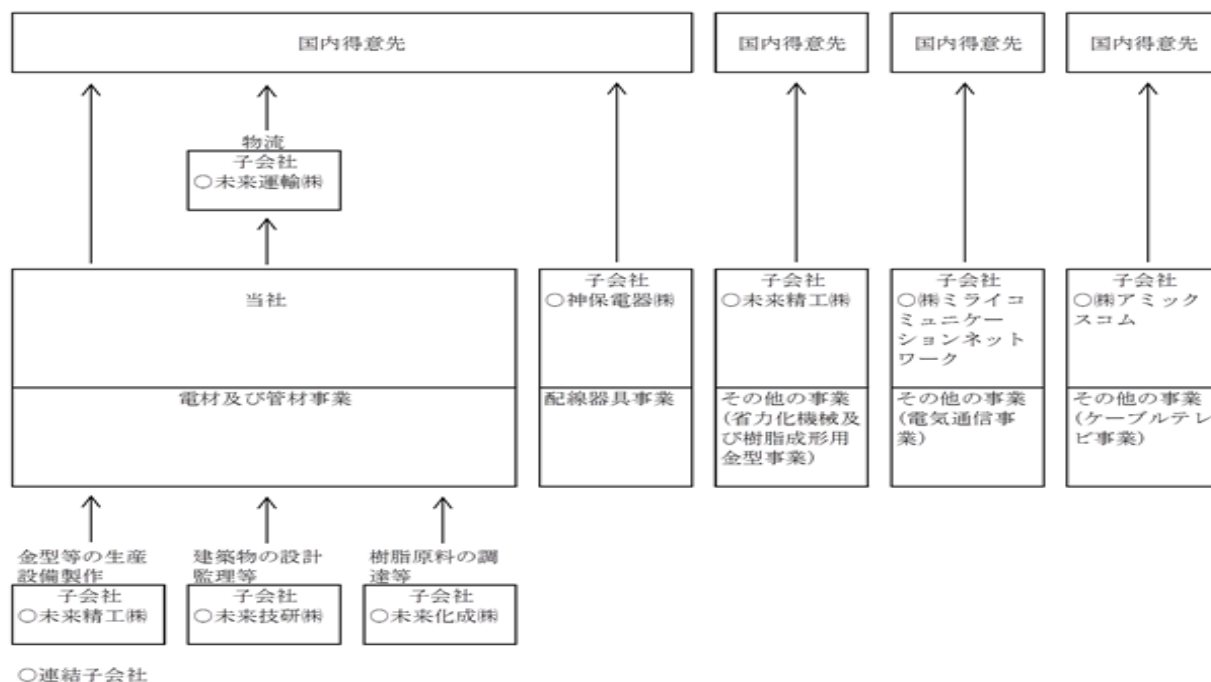 国内得意先
国内得意先
国内得意先
国内得意先
物流
子会社
○未来運輸㈱
当社
電材及び管材事業
子会社
○神保電器㈱
配線器具事業
子会社
○未来精工㈱
その他の事業
(省力化機械及
び樹脂成形用
金型事業)
子会社
○㈱ミライコ
ミュニケー
ションネット
ワーク
その他の事業
(電気通信事
業)
子会社
○㈱アミック
スコム
その他の事業
(ケーブルテレ
ビ事業)
金型等の生産
設備製作
子会社
○未来精工㈱
建築物の設計
監理等
子会社
○未来技研㈱
樹脂原料の調
達等
子会社
○未来化成㈱
○連結子会社